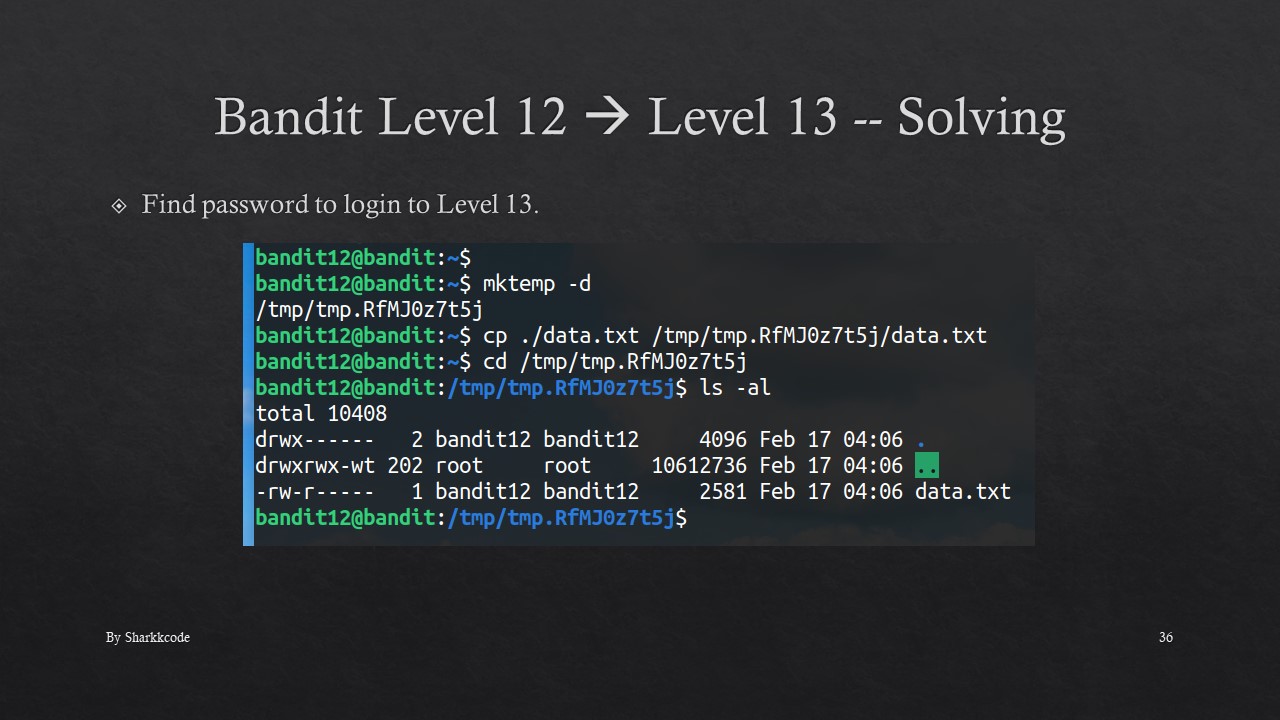 Bandit Level 12 → Level 13 -- Solving
Find password to login to Level 13.
bandit12@bandit:~$
bandit12@bandit:~$ mktemp -d
/tmp/tmp.RfMJ0z7t5j
bandit12@bandit:~$ cp ./data.txt /tmp/tmp.RfMJ0z7t5j/data.txt
bandit12@bandit:~$ cd /tmp/tmp.RfMJ0z7t5j
bandit12@bandit:/tmp/tmp.RfMJ0z7t5j$ ls -al
total 10408
drwx------   2 bandit12 bandit12     4096 Feb 17 04:06 .
drwxrwx-wt 202 root     root     10612736 Feb 17 04:06 ..
-rw-r-----   1 bandit12 bandit12     2581 Feb 17 04:06 data.txt
bandit12@bandit:/tmp/tmp.RfMJ0z7t5j$
By Sharkkcode
36